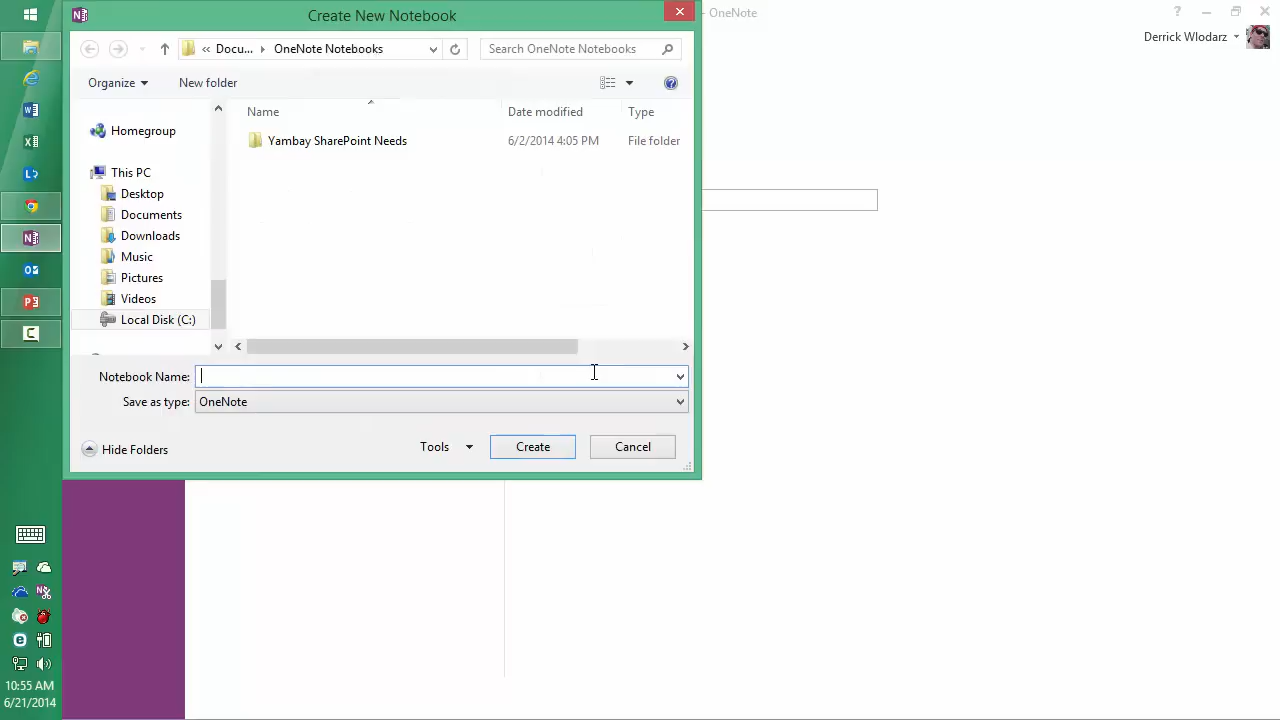 Create New Notebook
- OneNote
Derrick Wlodarz
« Docu... OneNote Notebooks
Search OneNote Notebooks
Organize
New folder
Name
Date modified
Type
Yambay SharePoint Needs
6/2/2014 4:05 PM
File folder
Homegroup
This PC
Desktop
Documents
Downloads
Music
Pictures
Videos
Local Disk (C:)
Notebook Name:
Save as type:
OneNote
Hide Folders
Tools
Create
Cancel
10:55 AM
6/21/2014